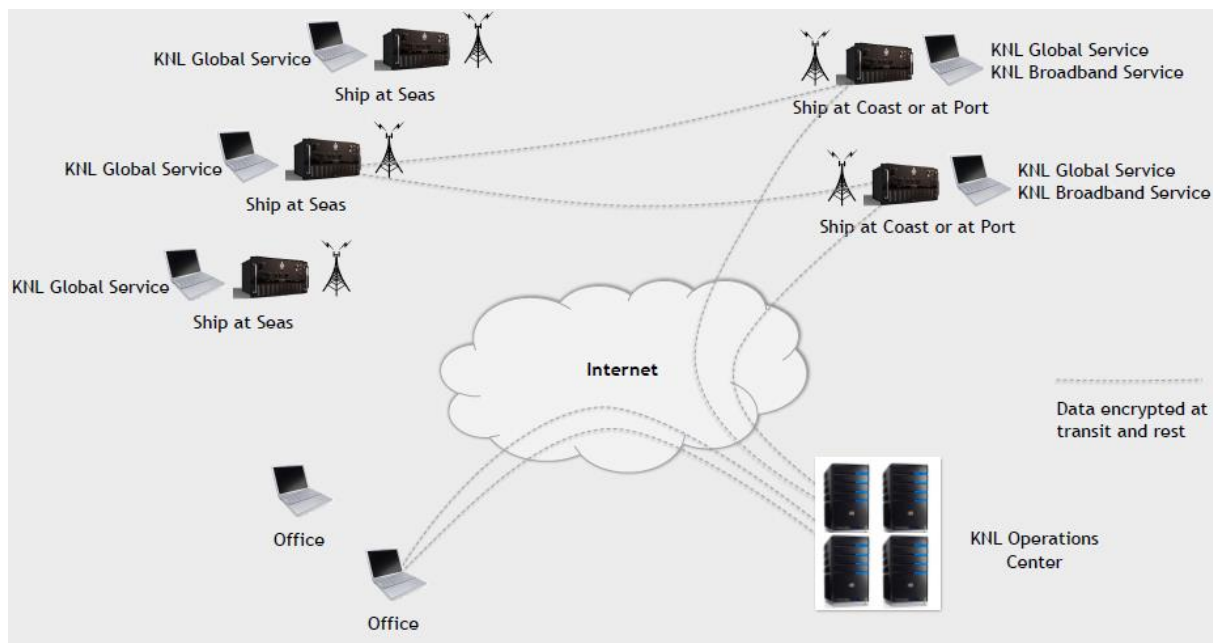 KNL Global Service
Ship at Seas
KNL Global Service
KNL Broadband Service
Ship at Coast or at Port
KNL Global Service
Ship at Seas
KNL Global Service
KNL Broadband Service
Ship at Coast or at Port
KNL Global Service
Ship at Seas
Internet
Data encrypted at
transit and rest
Office
Office
KNL Operations
Center